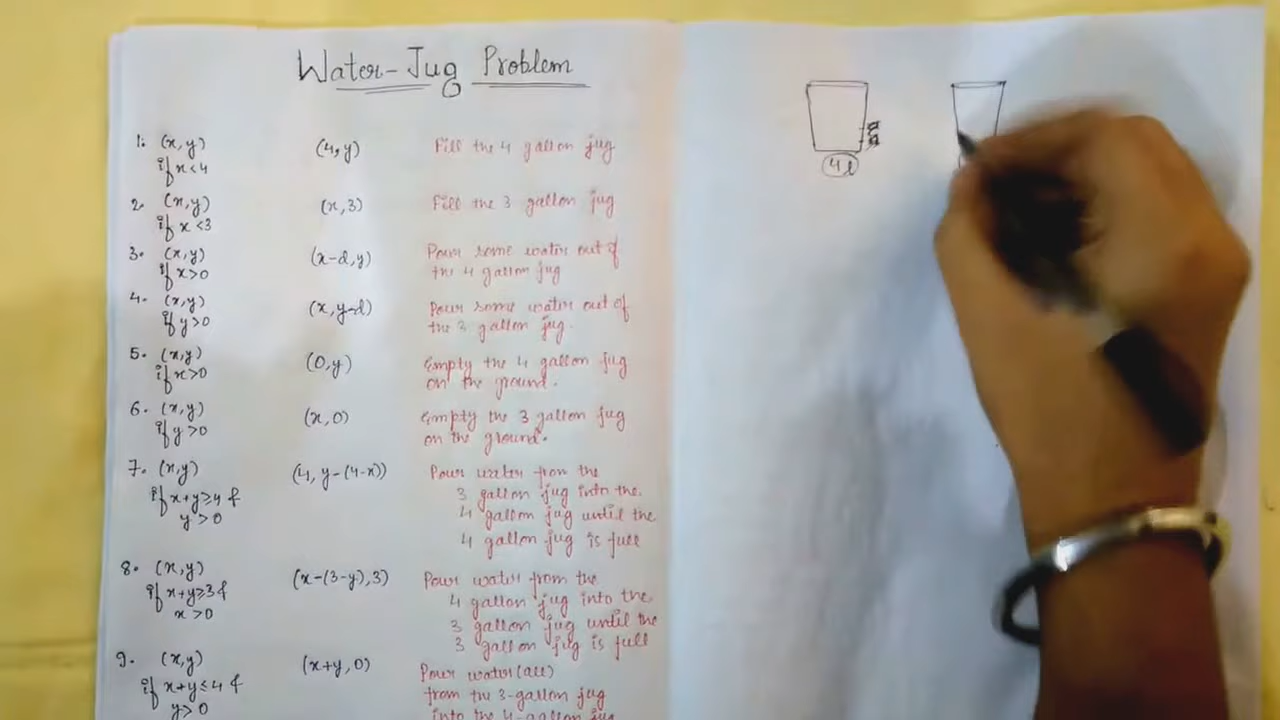 Water-Jug Problem
1. (x,y) (4,y) Fill the 4 gallon jug
if x<4
2. (x,y) (x,3) Fill the 3 gallon jug
if x<3
3. (x,y) (x-d,y) Pour some water out of
if x>0 the 4 gallon jug
4. (x,y) (x,y-d) Pour some water out of
if y>0 the 3 gallon jug.
5. (x,y) (0,y) Empty the 4 gallon jug
if x>0 on the ground.
6. (x,y) (x,0) Empty the 3 gallon jug
if y>0 on the ground.
7. (x,y) (4, y-(4-x)) Pour water from the
if x+y≥4 & 3 gallon jug into the
y>0 4 gallon jug until the
4 gallon jug is full
8. (x,y) (x-(3-y),3) Pour water from the
if x+y≥3 & 4 gallon jug into the
x>0 3 gallon jug until the
3 gallon jug is full
9. (x,y) (x+y,0) Pour water (all)
if x+y≤4 & from the 3-gallon jug
y>0 into the 4-gallon jug
4l